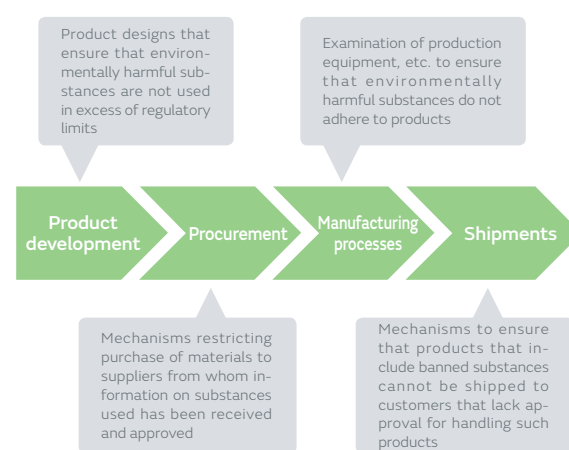 Product designs that
ensure that environ-
mentally harmful sub-
stances are not used
in excess of regulatory
limits
Examination of production
equipment, etc. to ensure
that environmentally
harmful substances do not
adhere to products
Product
development
Procurement
Manufacturing
processes
Shipments
Mechanisms restricting
purchase of materials to
suppliers from whom in-
formation on substances
used has been received
and approved
Mechanisms to ensure
that products that in-
clude banned substances
cannot be shipped to
customers that lack ap-
proval for handling such
products